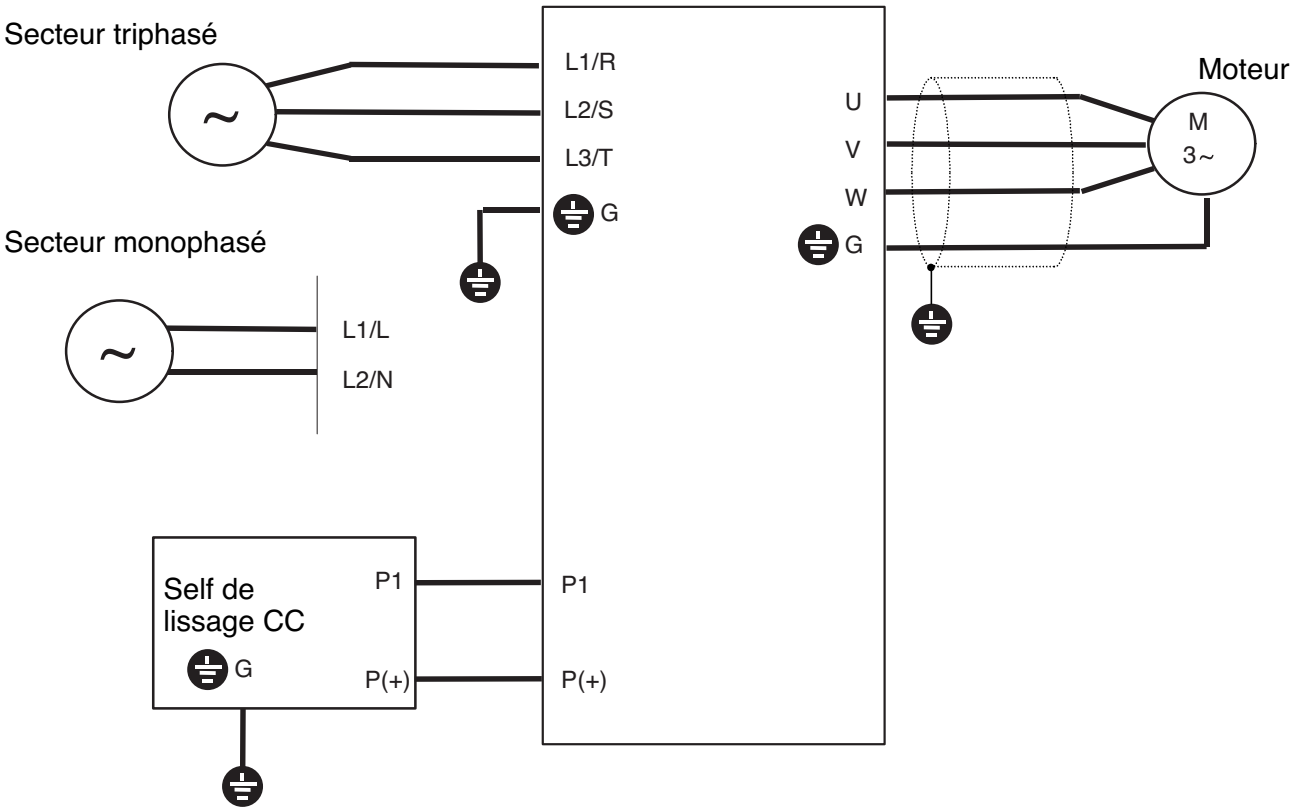 Secteur triphasé
L1/R
L2/S
L3/T
G
U
V
W
G
Moteur
M
3~
Secteur monophasé
L1/L
L2/N
Self de
lissage CC
G
P1
P(+)
P1
P(+)